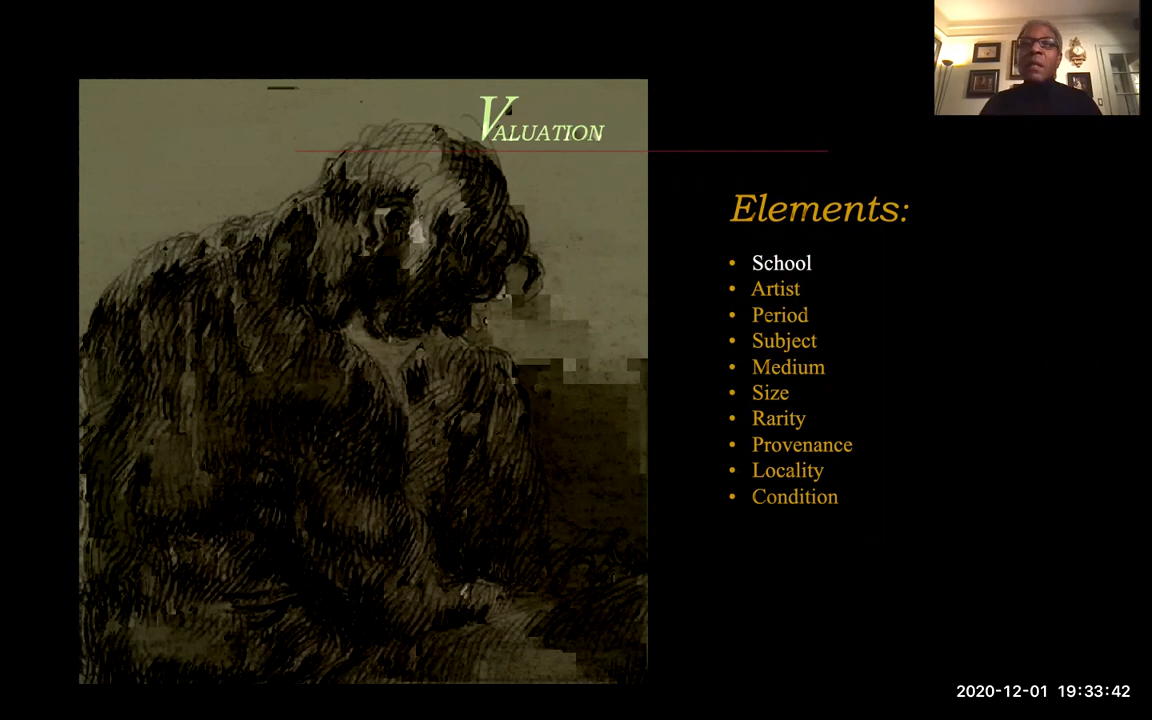 VALUATION
Elements:
• School
• Artist
• Period
• Subject
• Medium
• Size
• Rarity
• Provenance
• Locality
• Condition
2020-12-01 19:33:42